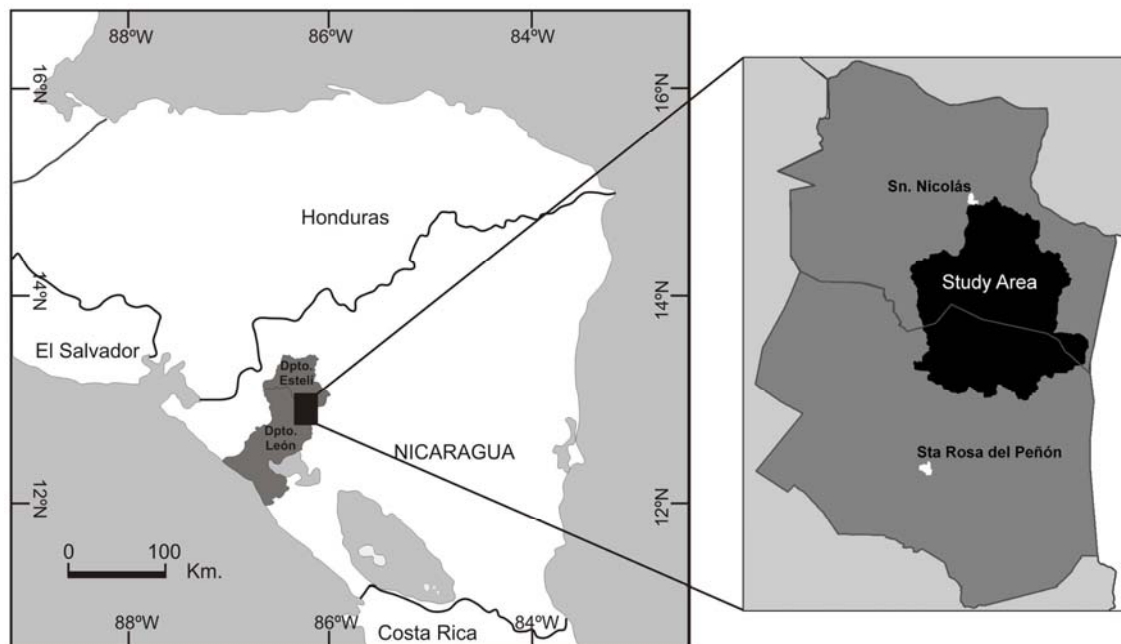 88ºW
86ºW
84ºW
16ºN
16ºN
Honduras
14ºN
14ºN
El Salvador
Dpto.
Estelí
Dpto.
León
NICARAGUA
12ºN
12ºN
0
100
Km.
88ºW
86ºW
84ºW
Costa Rica
Sn. Nicolás
Study Area
Sta Rosa del Peñón